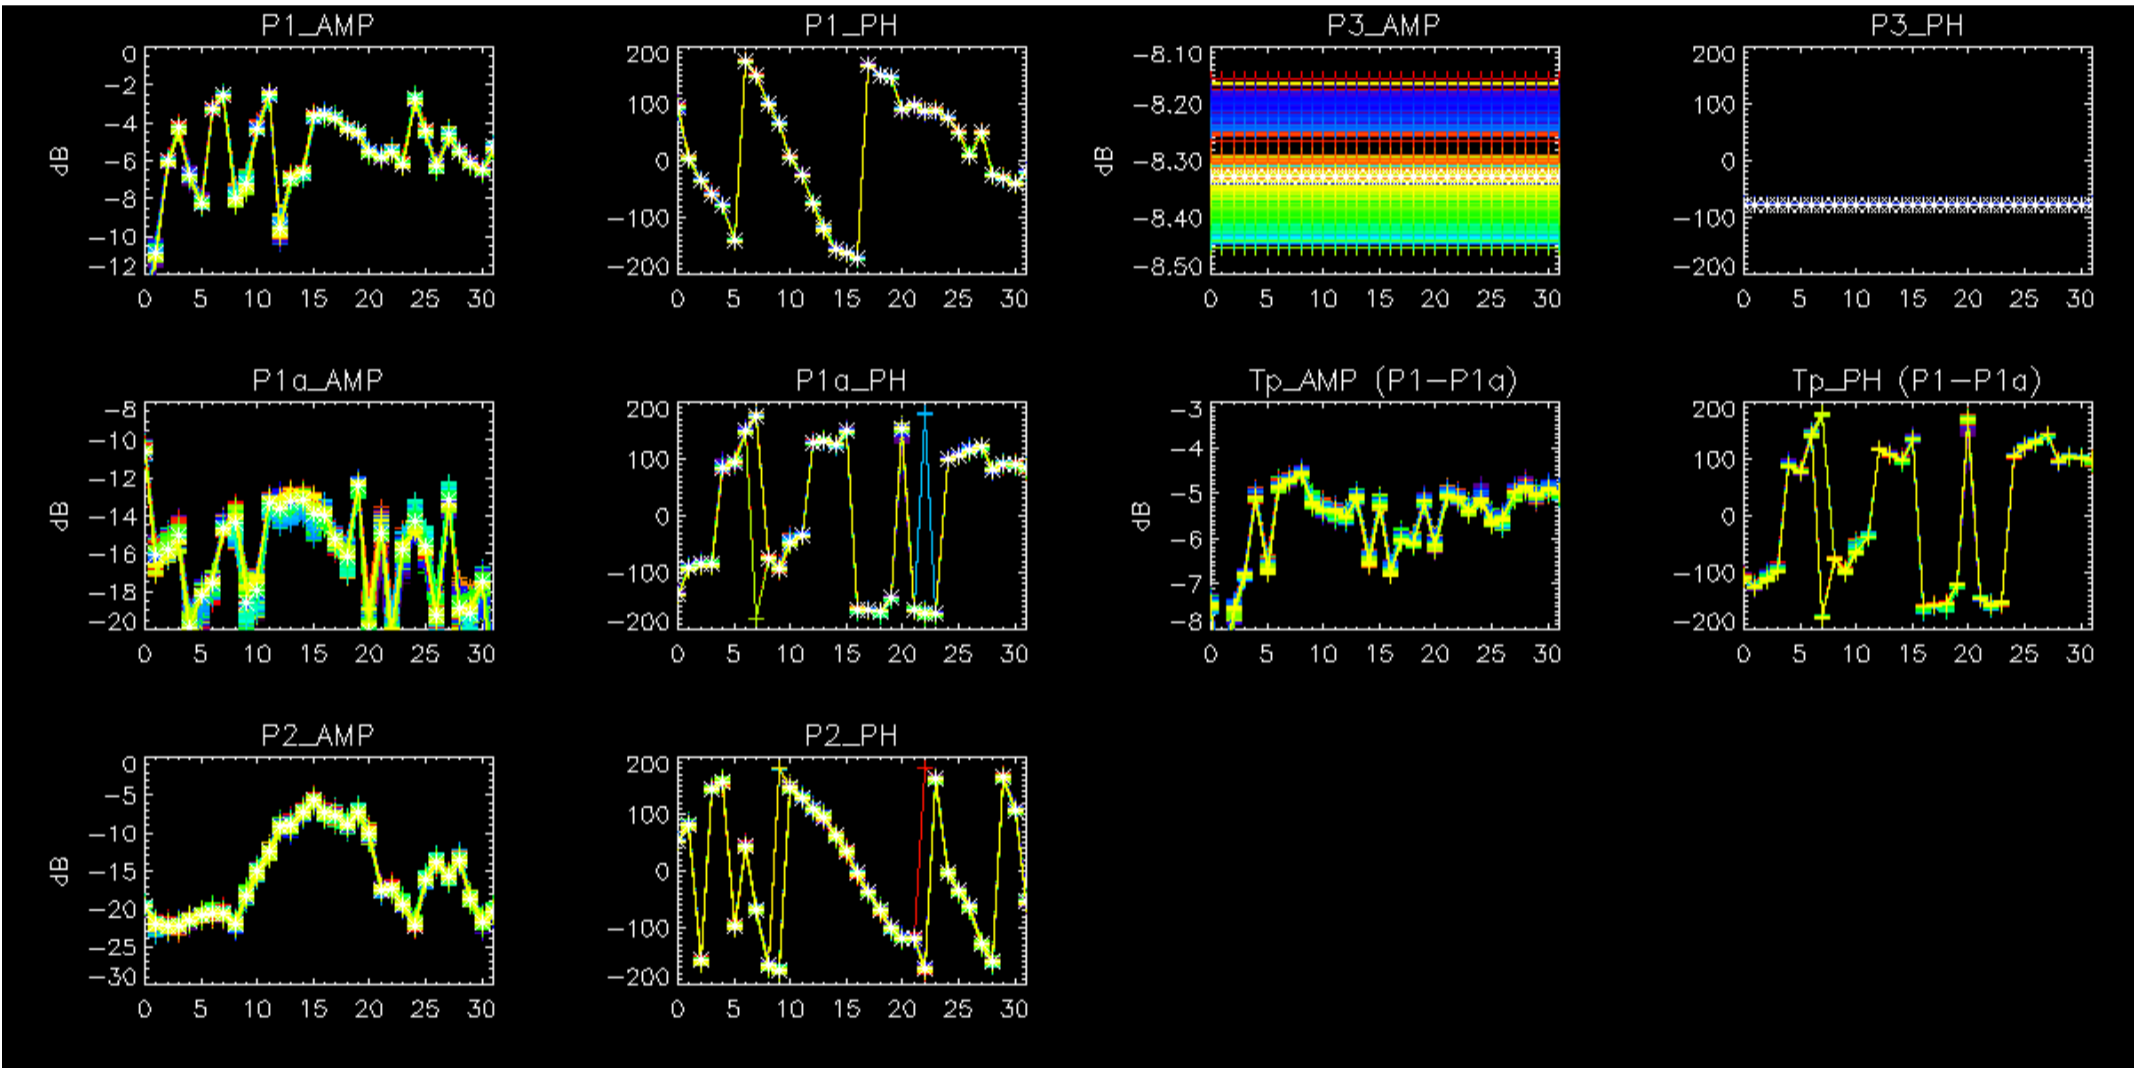 P1_AMP
0
-2
-4
-6
-8
-10
-12
dB
0 5 10 15 20 25 30
P1_PH
200
100
0
-100
-200
0 5 10 15 20 25 30
P3_AMP
-8.10
-8.20
-8.30
-8.40
-8.50
dB
0 5 10 15 20 25 30
P3_PH
200
100
0
-100
-200
0 5 10 15 20 25 30
P1a_AMP
-8
-10
-12
-14
-16
-18
-20
dB
0 5 10 15 20 25 30
P1a_PH
200
100
0
-100
-200
0 5 10 15 20 25 30
Tp_AMP (P1-P1a)
-3
-4
-5
-6
-7
-8
dB
0 5 10 15 20 25 30
Tp_PH (P1-P1a)
200
100
0
-100
-200
0 5 10 15 20 25 30
P2_AMP
0
-5
-10
-15
-20
-25
-30
dB
0 5 10 15 20 25 30
P2_PH
200
100
0
-100
-200
0 5 10 15 20 25 30